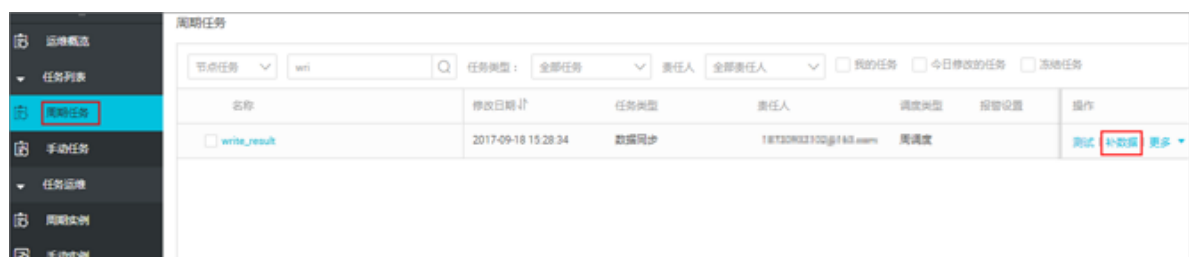 周期任务
运维概览
任务列表
周期任务
手动任务
任务运维
周期实例
手动实例
节点任务 wri 任务类型： 全部任务 责任人 全部责任人 我的任务 今日修改的任务 冻结任务
名称 修改日期 任务类型 责任人 调度类型 报警设置 操作
write_result 2017-09-18 15:28:34 数据同步 周调度 测试 补数据 更多